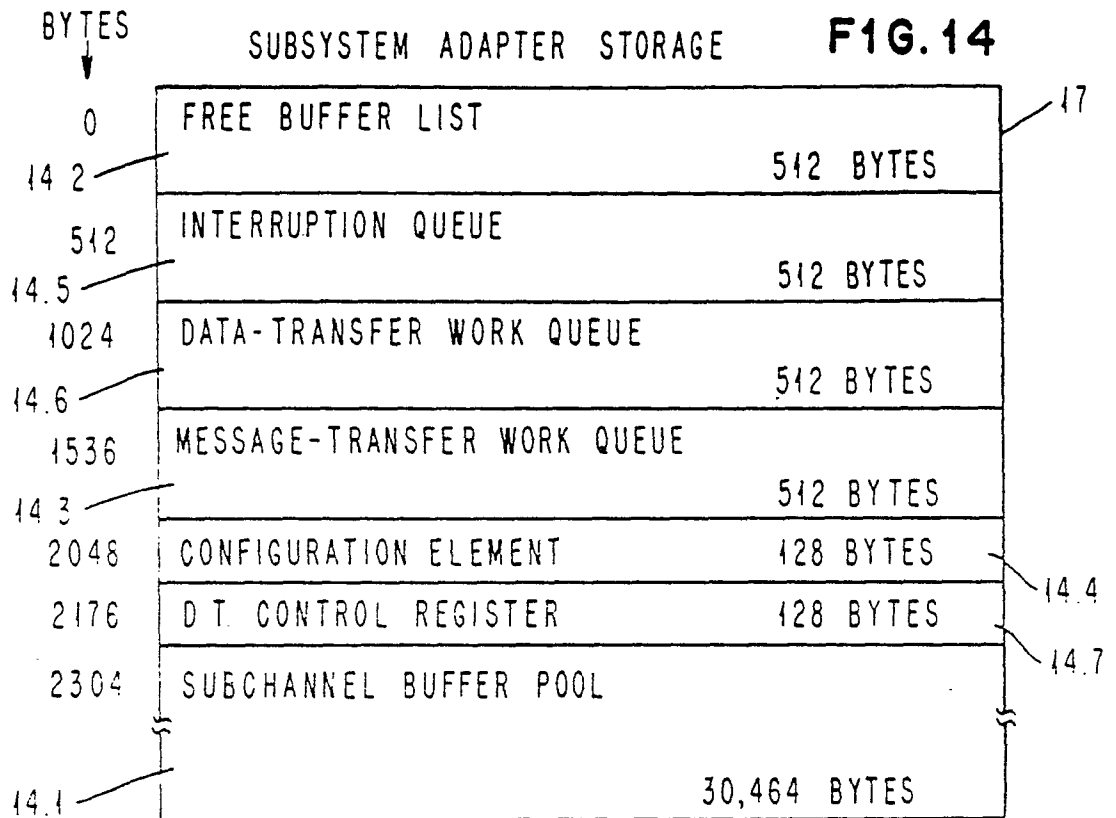 BYTES
SUBSYSTEM ADAPTER STORAGE
FIG. 14
17
0
FREE BUFFER LIST
14 2
512 BYTES
512
INTERRUPTION QUEUE
14.5
512 BYTES
1024
DATA-TRANSFER WORK QUEUE
14.6
512 BYTES
1536
MESSAGE-TRANSFER WORK QUEUE
14 3
512 BYTES
2048
CONFIGURATION ELEMENT
128 BYTES
14.4
2176
D T CONTROL REGISTER
128 BYTES
14.7
2304
SUBCHANNEL BUFFER POOL
14.1
30,464 BYTES